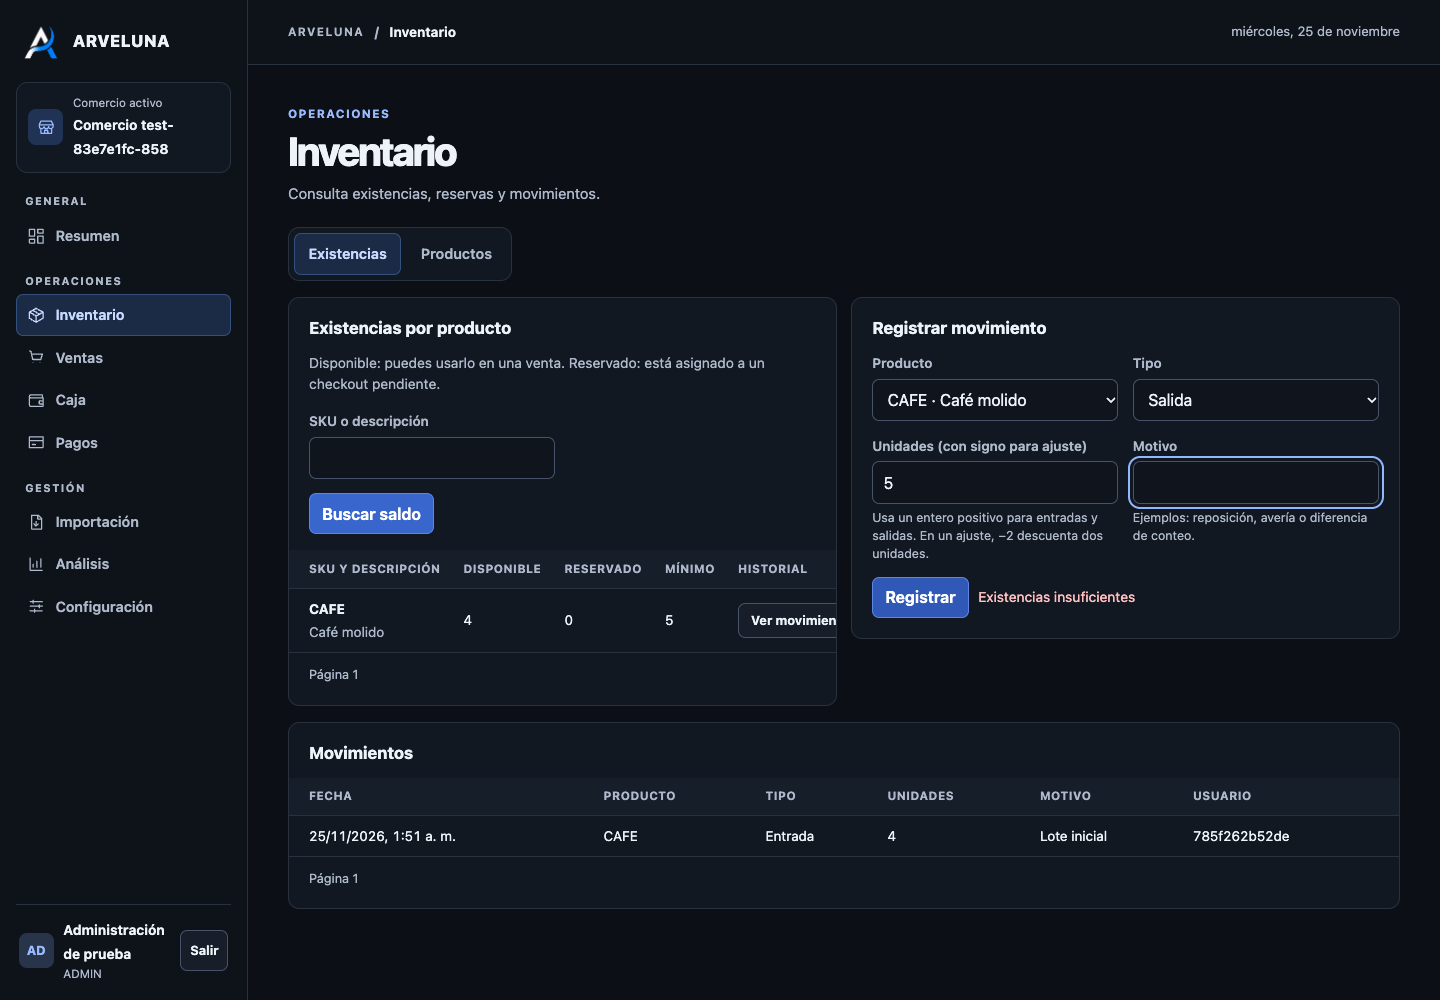 ARVELUNA
Comercio activo
Comercio test-
83e7e1fc-858
GENERAL
Resumen
OPERACIONES
Inventario
Ventas
Caja
Pagos
GESTIÓN
Importación
Análisis
Configuración
AD
Administración
de prueba
ADMIN
Salir
ARVELUNA / Inventario
miércoles, 25 de noviembre
OPERACIONES
Inventario
Consulta existencias, reservas y movimientos.
Existencias Productos
Existencias por producto
Disponible: puedes usarlo en una venta. Reservado: está asignado a un
checkout pendiente.
SKU o descripción
Buscar saldo
SKU Y DESCRIPCIÓN DISPONIBLE RESERVADO MÍNIMO HISTORIAL
CAFE
Café molido
4 0 5 Ver movimien
Página 1
Registrar movimiento
Producto Tipo
CAFE · Café molido Salida
Unidades (con signo para ajuste) Motivo
5
Usa un entero positivo para entradas y
salidas. En un ajuste, −2 descuenta dos
unidades.
Ejemplos: reposición, avería o diferencia
de conteo.
Registrar Existencias insuficientes
Movimientos
FECHA PRODUCTO TIPO UNIDADES MOTIVO USUARIO
25/11/2026, 1:51 a. m. CAFE Entrada 4 Lote inicial 785f262b52de
Página 1